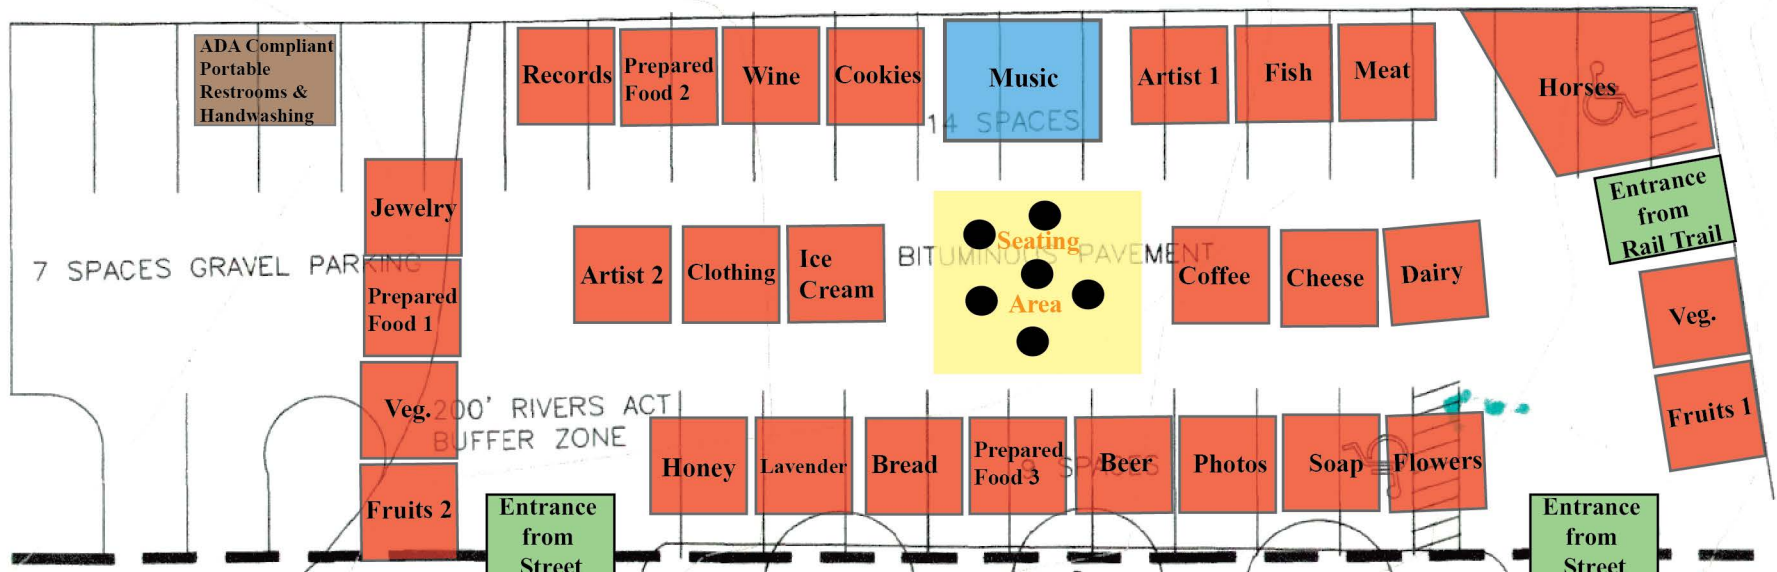 ADA Compliant
Portable
Restrooms &
Handwashing
Records
Prepared
Food 2
Wine
Cookies
Music
14 SPACES
Artist 1
Fish
Meat
Horses
Entrance
from
Rail Trail
Jewelry
7 SPACES GRAVEL PARKING
Prepared
Food 1
Artist 2
Clothing
Ice
Cream
BITUMINOUS PAVEMENT
Seating
Area
Coffee
Cheese
Dairy
Veg.
Fruits 1
Veg.
200' RIVERS ACT
BUFFER ZONE
Fruits 2
Entrance
from
Street
Honey
Lavender
Bread
Prepared
Food 3
9 SPACES
Beer
Photos
Soap
Flowers
Entrance
from
Street